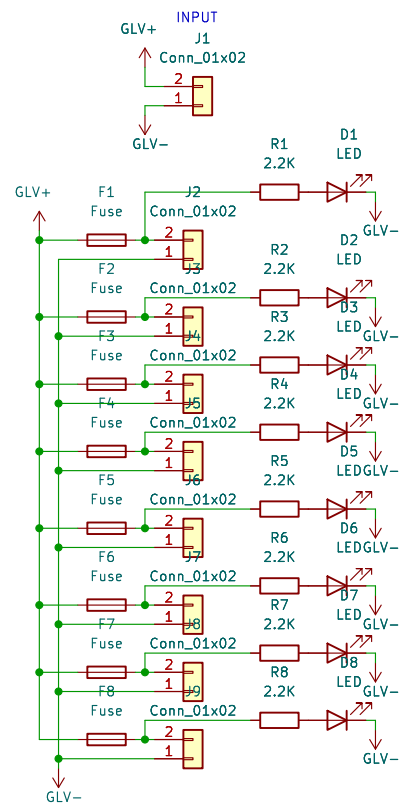 INPUT
GLV+
J1
Conn_01x02
2
1
GLV-
D1
R1
LED
2.2K
GLV+
F1
J2
Fuse
Conn_01x02
GLV-
2
D2
R2
1
LED
F2
J3
2.2K
Fuse
Conn_01x02
D3
R3
2
LED
2.2K
1
GLV-
F3
J4
Fuse
Conn_01x02
D4
R4
2
LED
2.2K
1
GLV-
F4
J5
Fuse
Conn_01x02
2
D5
R5
1
LED
GLV-
F5
J6
2.2K
Fuse
Conn_01x02
2
D6
R6
1
LED
GLV-
F6
J7
2.2K
Fuse
Conn_01x02
D7
R7
2
LED
2.2K
1
GLV-
F7
J8
Fuse
Conn_01x02
D8
R8
2
LED
2.2K
1
GLV-
F8
J9
Fuse
Conn_01x02
2
1
GLV-
GLV-